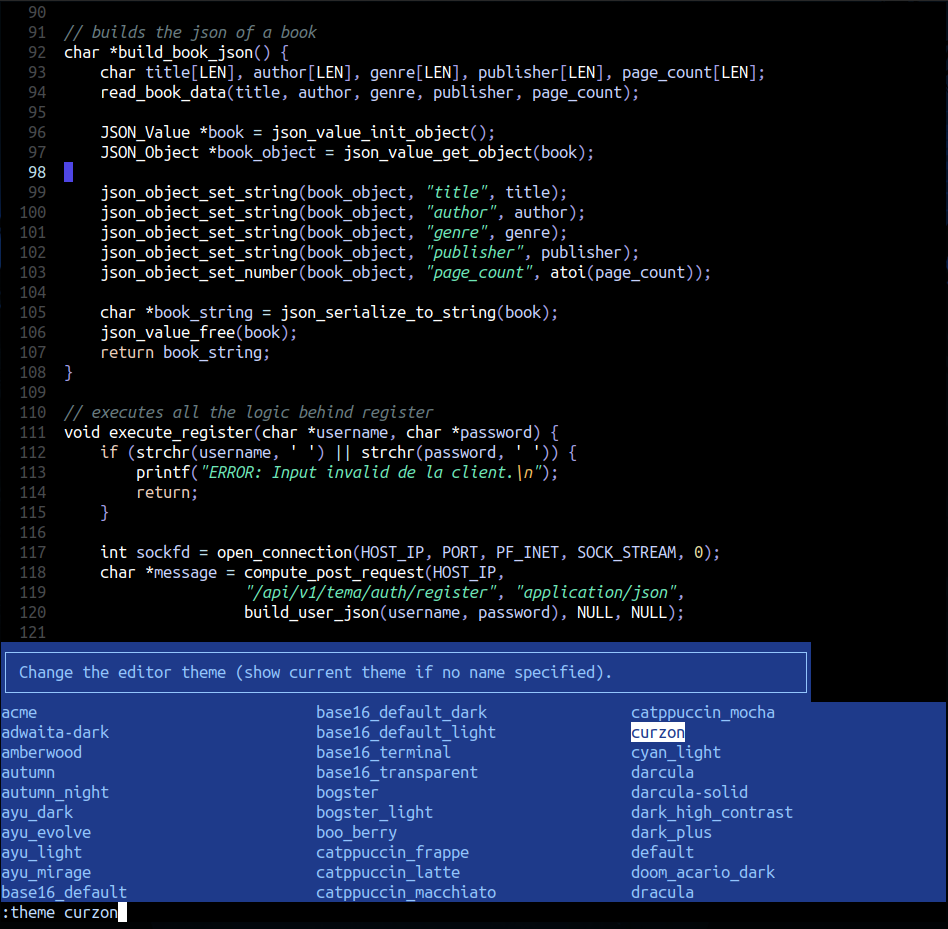 90
91 // builds the json of a book
92 char *build_book_json() {
93     char title[LEN], author[LEN], genre[LEN], publisher[LEN], page_count[LEN];
94     read_book_data(title, author, genre, publisher, page_count);
95
96     JSON_Value *book = json_value_init_object();
97     JSON_Object *book_object = json_value_get_object(book);
98
99     json_object_set_string(book_object, "title", title);
100     json_object_set_string(book_object, "author", author);
101     json_object_set_string(book_object, "genre", genre);
102     json_object_set_string(book_object, "publisher", publisher);
103     json_object_set_number(book_object, "page_count", atoi(page_count));
104
105     char *book_string = json_serialize_to_string(book);
106     json_value_free(book);
107     return book_string;
108 }
109
110 // executes all the logic behind register
111 void execute_register(char *username, char *password) {
112     if (strchr(username, ' ') || strchr(password, ' ')) {
113         printf("ERROR: Input invalid de la client.\n");
114         return;
115     }
116
117     int sockfd = open_connection(HOST_IP, PORT, PF_INET, SOCK_STREAM, 0);
118     char *message = compute_post_request(HOST_IP,
119                     "/api/v1/tema/auth/register", "application/json",
120                     build_user_json(username, password), NULL, NULL);
121
Change the editor theme (show current theme if no name specified).
acme base16_default_dark catppuccin_mocha
adwaita-dark base16_default_light curzon
amberwood base16_terminal cyan_light
autumn base16_transparent darcula
autumn_night bogster darcula-solid
ayu_dark bogster_light dark_high_contrast
ayu_evolve boo_berry dark_plus
ayu_light catppuccin_frappe default
ayu_mirage catppuccin_latte doom_acario_dark
base16_default catppuccin_macchiato dracula
:theme curzon